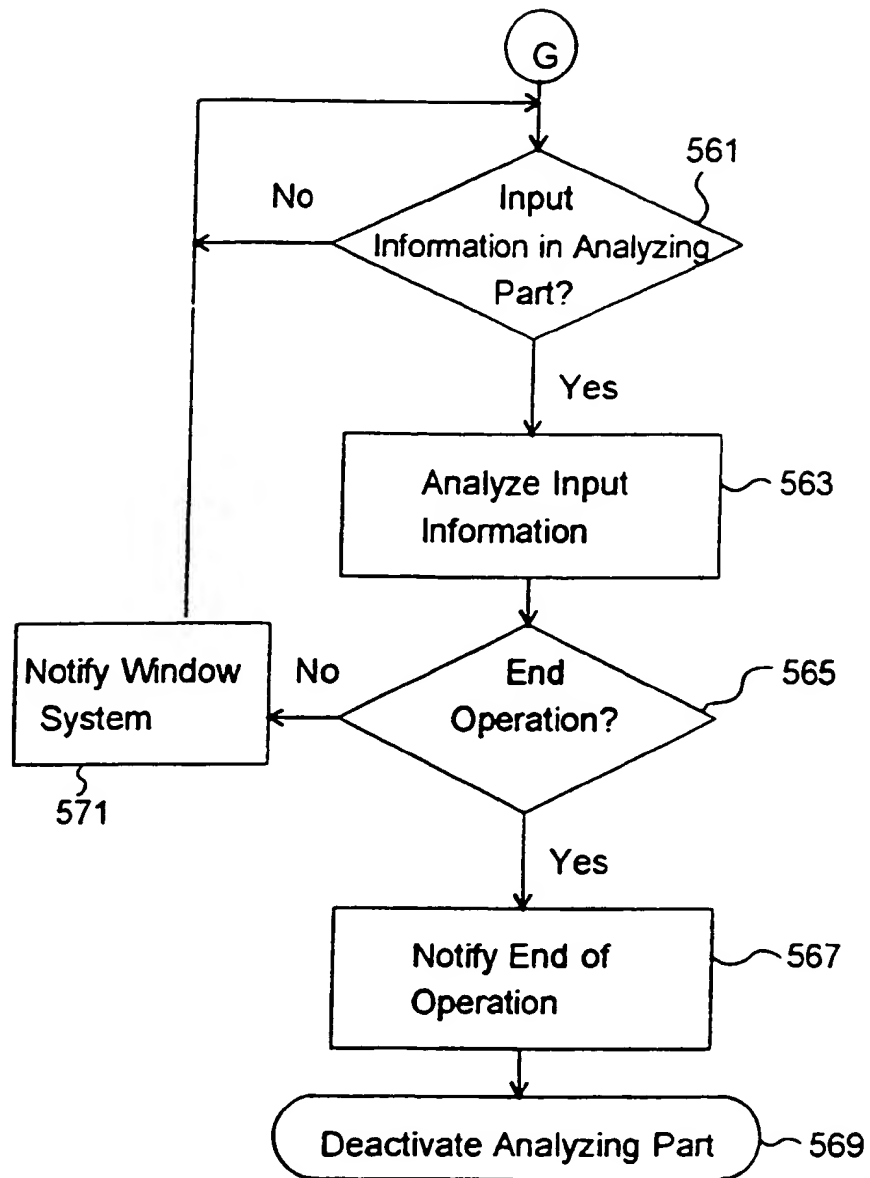 G
561
No
Input
Information in Analyzing
Part?
Yes
Analyze Input
Information
563
Notify Window
System
571
No
End
Operation?
565
Yes
Notify End of
Operation
567
Deactivate Analyzing Part
569